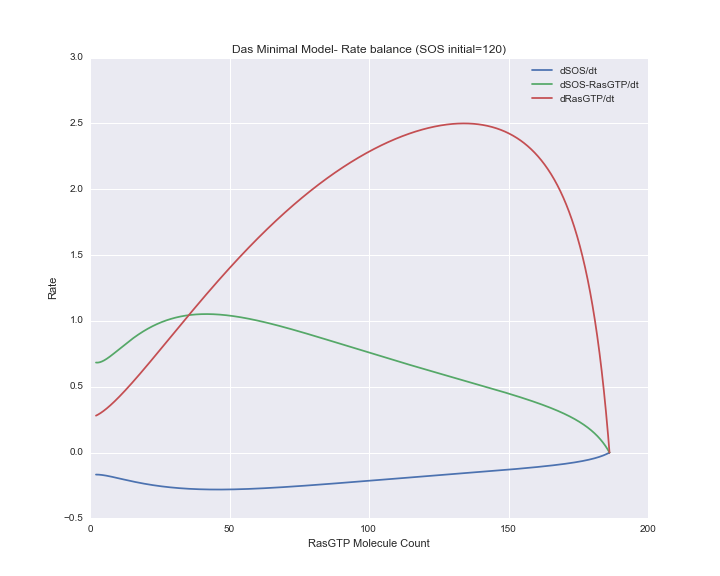 Das Minimal Model- Rate balance (SOS initial=120)
3.0
2.5
2.0
1.5
1.0
0.5
0.0
−0.5
Rate
dSOS/dt
dSOS-RasGTP/dt
dRasGTP/dt
0 50 100 150 200
RasGTP Molecule Count